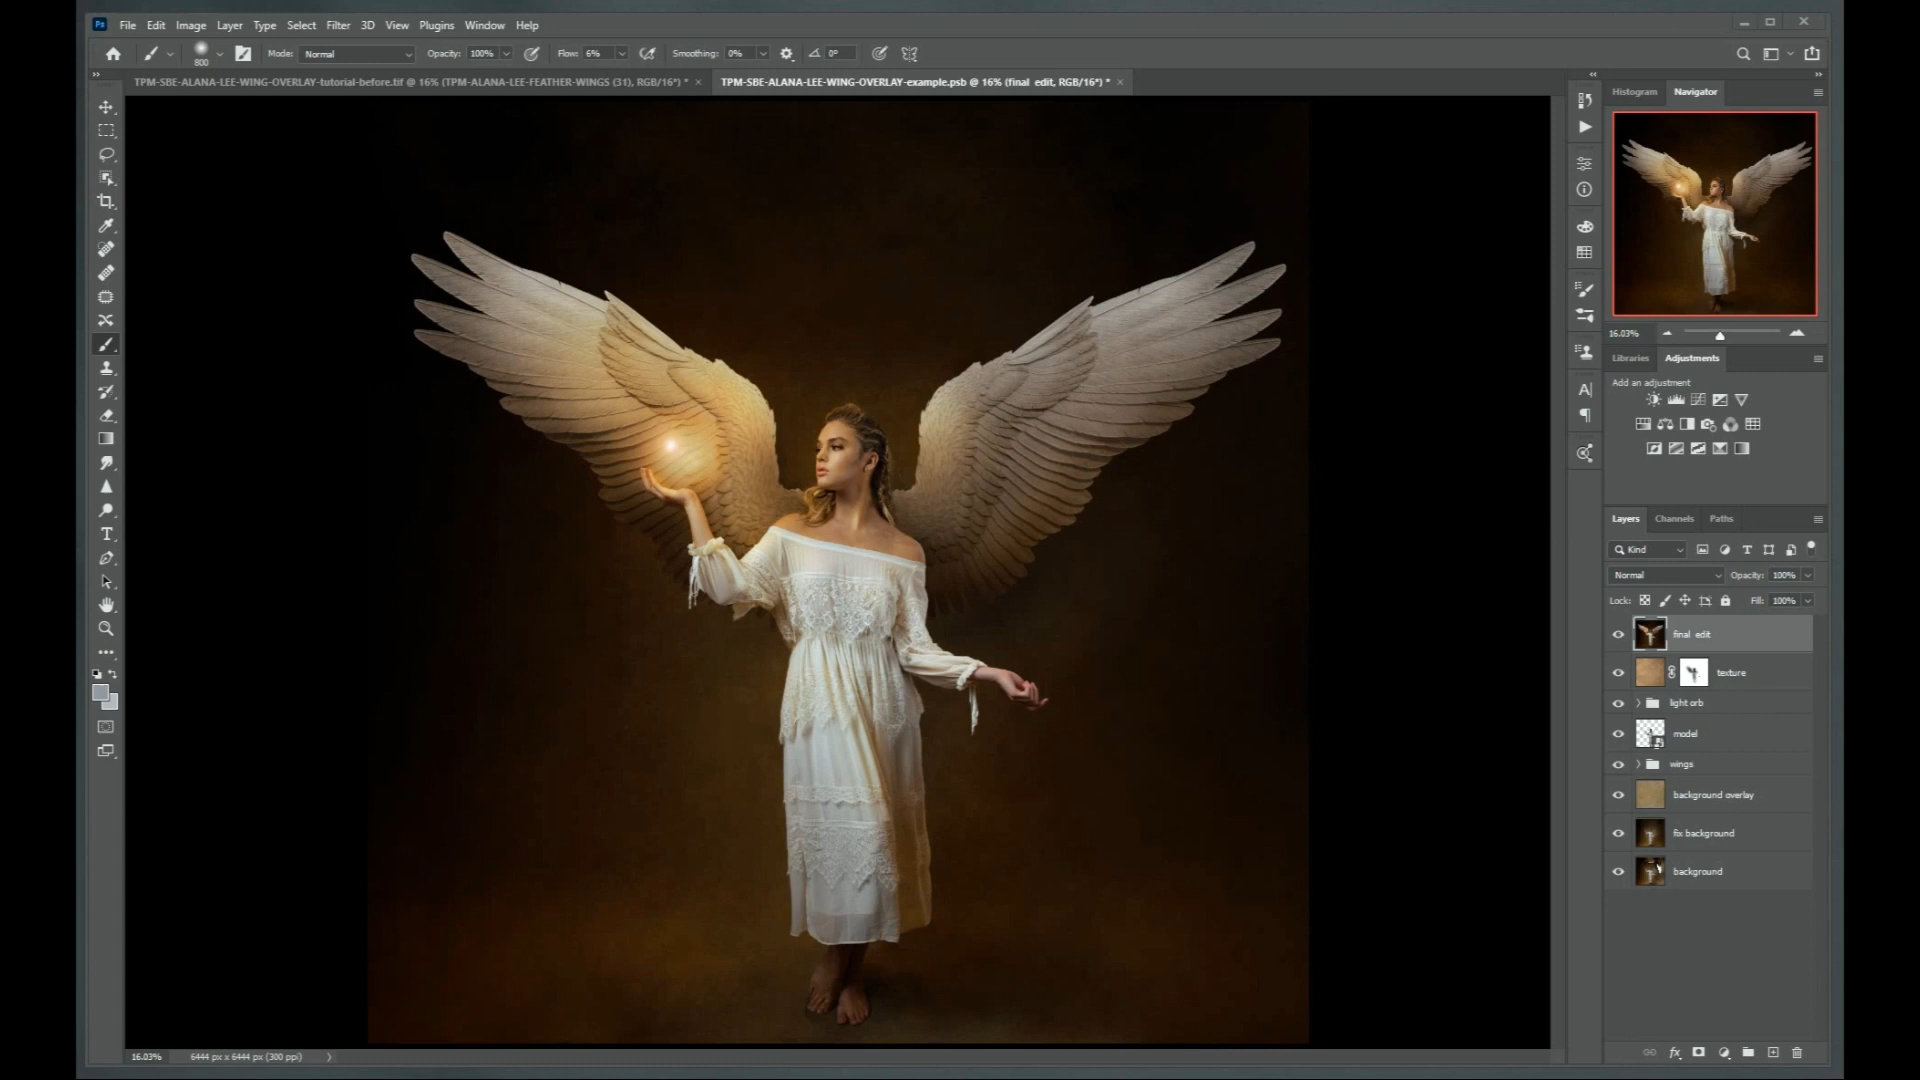 Ps File Edit Image Layer Type Select Filter 3D View Plugins Window Help
800 Mode: Normal Opacity: 100% Flow: 6% Smoothing: 0% 0°
TPM-SBE-ALANA-LEE-WING-OVERLAY-tutorial-before.tif @ 16% (TPM-ALANA-LEE-FEATHER-WINGS (31), RGB/16*) * × TPM-SBE-ALANA-LEE-WING-OVERLAY-example.psb @ 16% (final edit, RGB/16*) * ×
Histogram Navigator
16.03%
Libraries Adjustments
Add an adjustment
Layers Channels Paths
Kind
Normal Opacity: 100%
Lock: Fill: 100%
final edit
texture
light orb
model
wings
background overlay
fix background
background
fx
16.03% 6444 px x 6444 px (300 ppi)